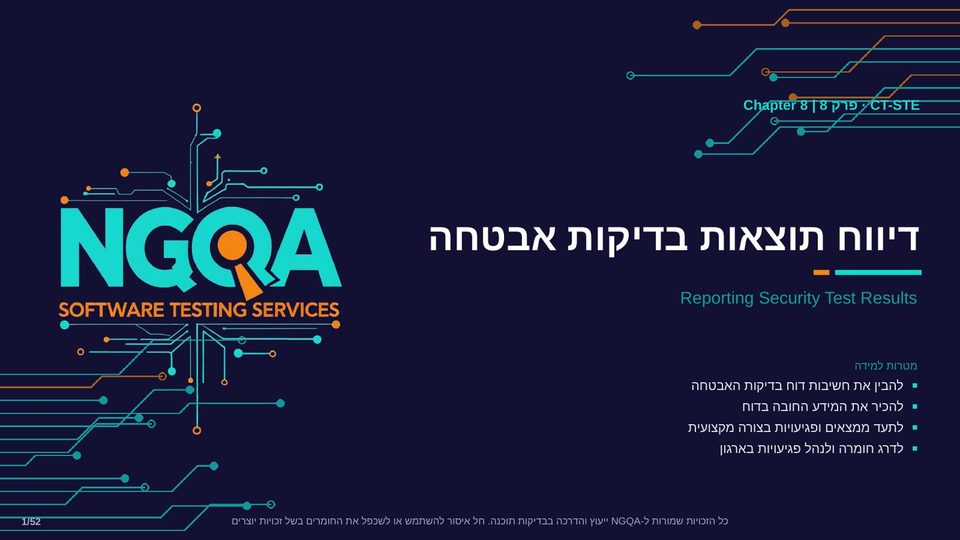 CT-STE · פרק 8 | Chapter 8
NGQA
SOFTWARE TESTING SERVICES
דיווח תוצאות בדיקות אבטחה
Reporting Security Test Results
מטרות למידה
להבין את חשיבות דוח בדיקות האבטחה
להכיר את המידע החובה בדוח
לתעד ממצאים ופגיעויות בצורה מקצועית
לדרג חומרה ולנהל פגיעויות בארגון
כל הזכויות שמורות ל-NGQA ייעוץ והדרכה בבדיקות תוכנה. חל איסור להשתמש או לשכפל את החומרים בשל זכויות יוצרים
1/52